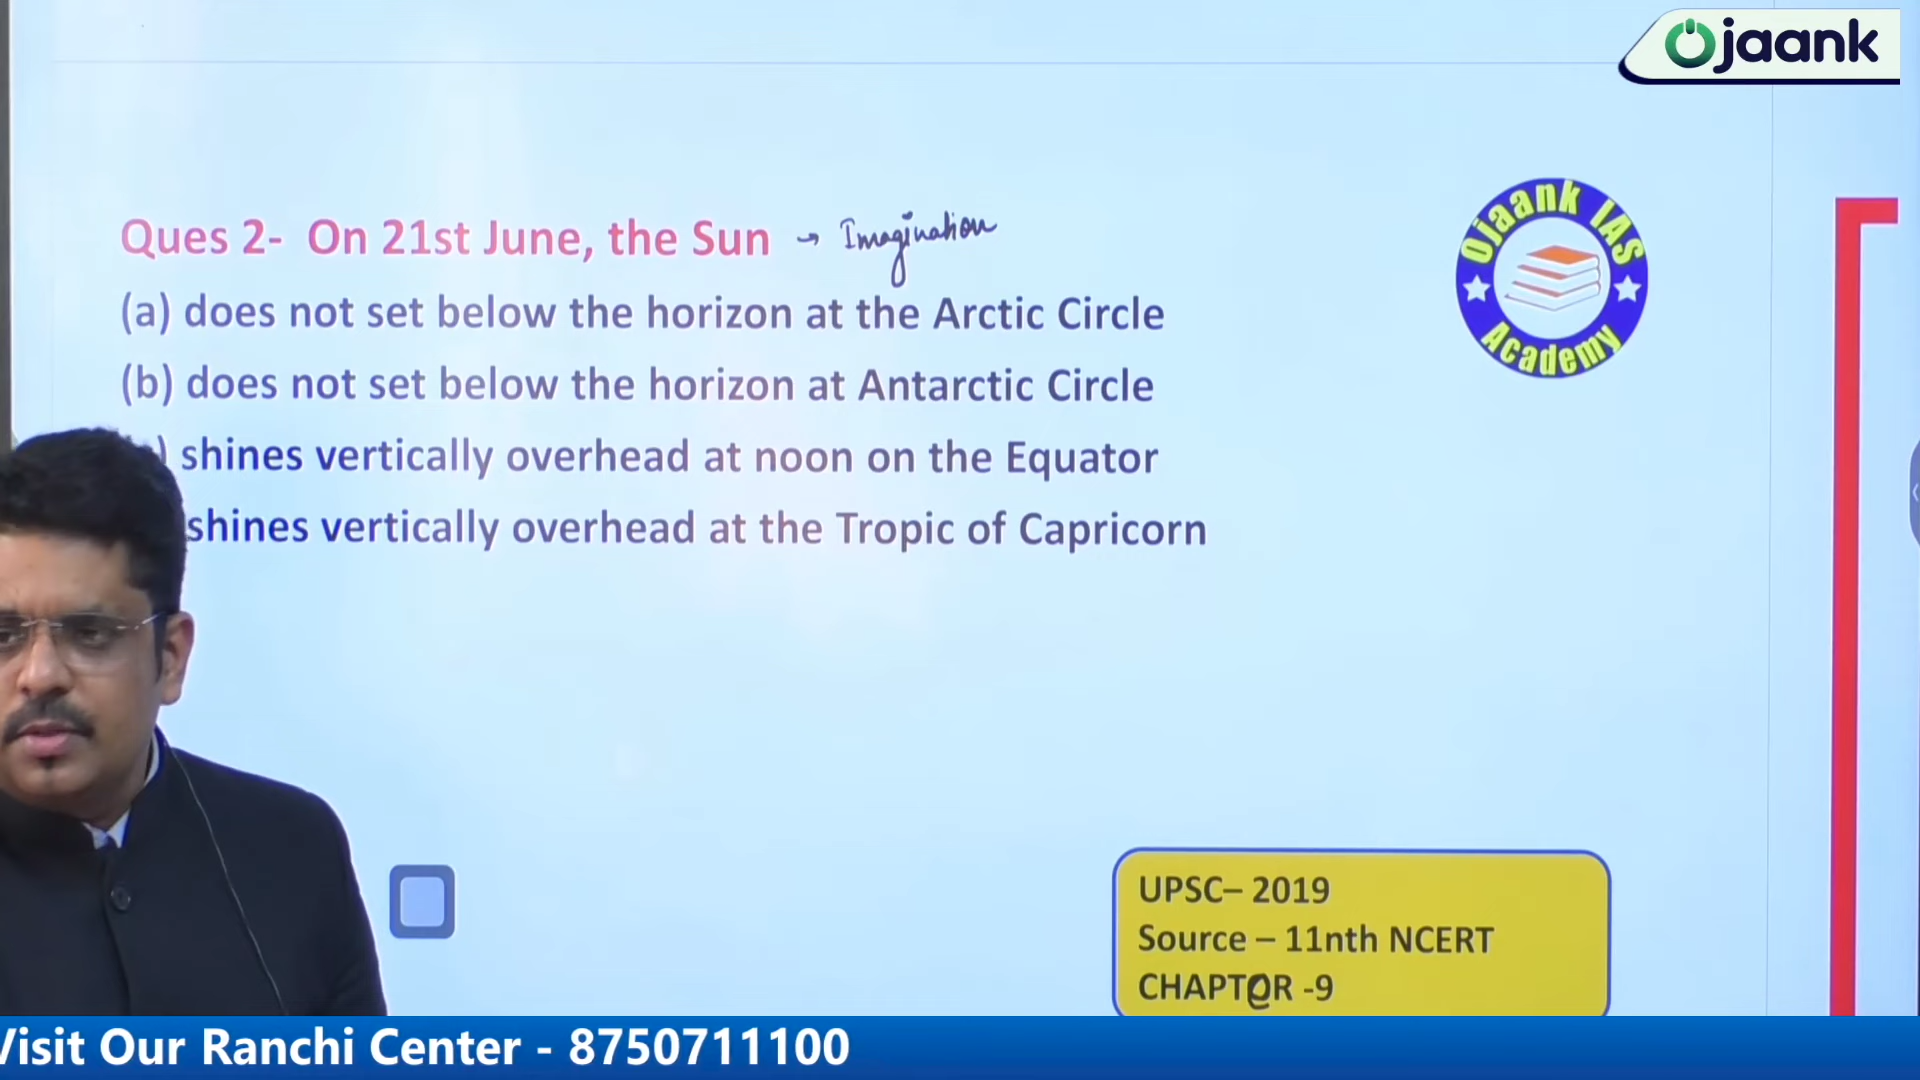 Ojaank
Ques 2- On 21st June, the Sun → Imagination
(a) does not set below the horizon at the Arctic Circle
(b) does not set below the horizon at Antarctic Circle
) shines vertically overhead at noon on the Equator
shines vertically overhead at the Tropic of Capricorn
Ojaank IAS
Academy
UPSC– 2019
Source – 11nth NCERT
CHAPTeR -9
Visit Our Ranchi Center - 8750711100